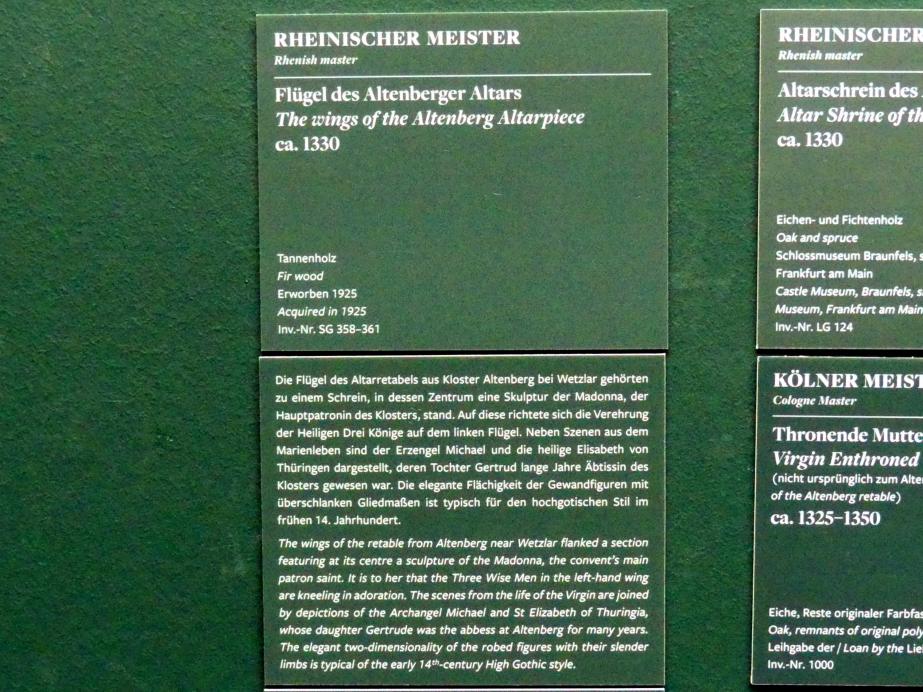 RHEINISCHER MEISTER
Rhenish master
Flügel des Altenberger Altars
The wings of the Altenberg Altarpiece
ca. 1330
Tannenholz
Fir wood
Erworben 1925
Acquired in 1925
Inv.-Nr. SG 358–361
Die Flügel des Altarretabels aus Kloster Altenberg bei Wetzlar gehörten
zu einem Schrein, in dessen Zentrum eine Skulptur der Madonna, der
Hauptpatronin des Klosters, stand. Auf diese richtete sich die Verehrung
der Heiligen Drei Könige auf dem linken Flügel. Neben Szenen aus dem
Marienleben sind der Erzengel Michael und die heilige Elisabeth von
Thüringen dargestellt, deren Tochter Gertrud lange Jahre Äbtissin des
Klosters gewesen war. Die elegante Flächigkeit der Gewandfiguren mit
überschlanken Gliedmaßen ist typisch für den hochgotischen Stil im
frühen 14. Jahrhundert.
The wings of the retable from Altenberg near Wetzlar flanked a section
featuring at its centre a sculpture of the Madonna, the convent's main
patron saint. It is to her that the Three Wise Men in the left-hand wing
are kneeling in adoration. The scenes from the life of the Virgin are joined
by depictions of the Archangel Michael and St Elizabeth of Thuringia,
whose daughter Gertrude was the abbess at Altenberg for many years.
The elegant two-dimensionality of the robed figures with their slender
limbs is typical of the early 14th-century High Gothic style.
RHEINISCHER
Rhenish master
Altarschrein des
Altar Shrine of th
ca. 1330
Eichen- und Fichtenholz
Oak and spruce
Schlossmuseum Braunfels, s
Frankfurt am Main
Castle Museum, Braunfels, s
Museum, Frankfurt am Main
Inv.-Nr. LG 124
KÖLNER MEIST
Cologne Master
Thronende Mutte
Virgin Enthroned
(nicht ursprünglich zum Alte
of the Altenberg retable)
ca. 1325–1350
Eiche, Reste originaler Farbfas
Oak, remnants of original poly
Leihgabe der / Loan by the Lie
Inv.-Nr. 1000